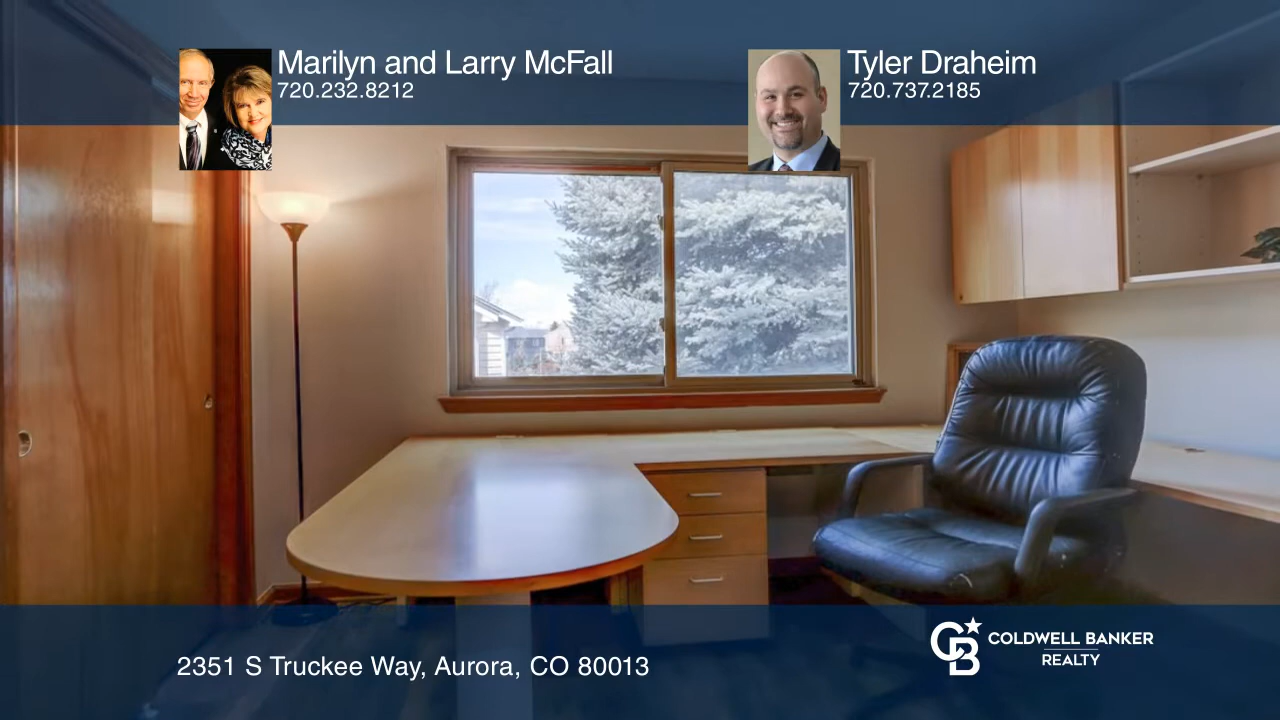 Marilyn and Larry McFall
720.232.8212
Tyler Draheim
720.737.2185
2351 S Truckee Way, Aurora, CO 80013
CB
COLDWELL BANKER
REALTY